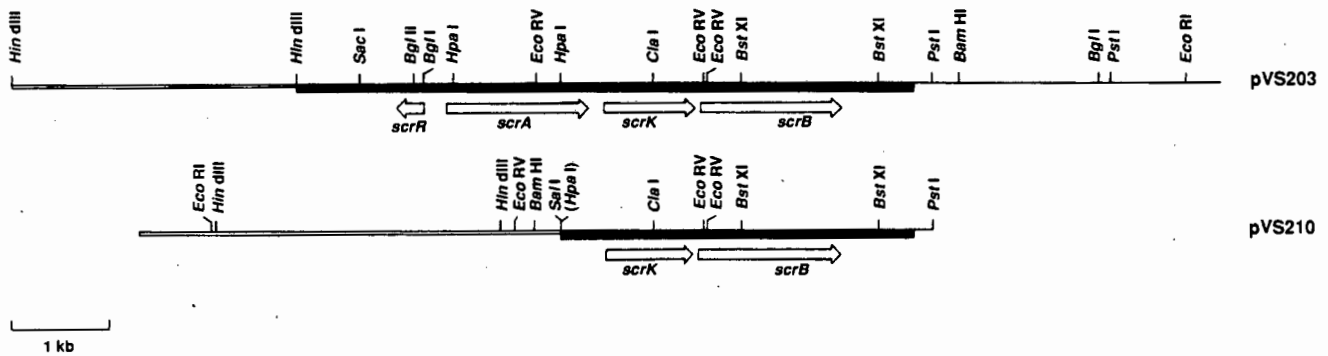 Hin dIII
Hin dIII
Sac I
Bgl II
Bgl I
Hpa I
Eco RV
Hpa I
Cla I
Eco RV
Eco RV
Bst XI
Bst XI
Pst I
Bam HI
Bgl I
Pst I
Eco RI
pVS203
scrR
scrA
scrK
scrB
Eco RI
Hin dIII
Hin dIII
Eco RV
Bam HI
Sal I
(Hpa I)
Cla I
Eco RV
Eco RV
Bst XI
Bst XI
Pst I
pVS210
scrK
scrB
1 kb